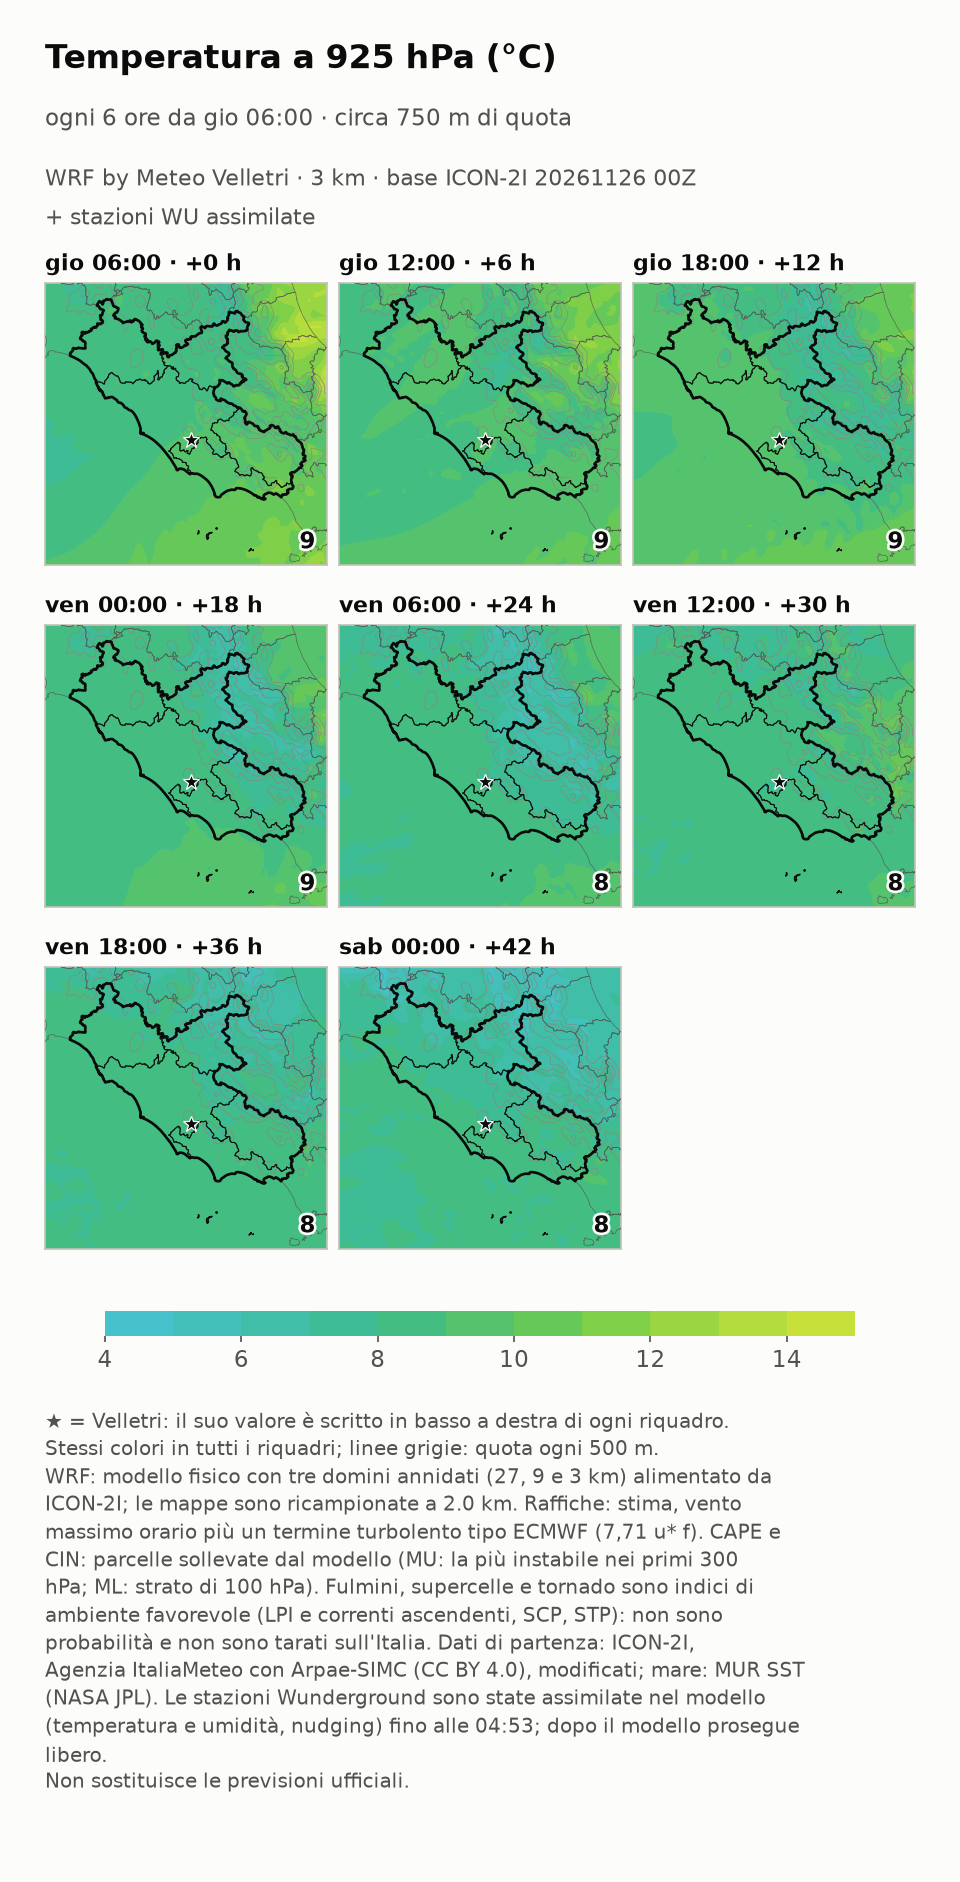 Temperatura a 925 hPa (°C)
ogni 6 ore da gio 06:00 · circa 750 m di quota
WRF by Meteo Velletri · 3 km · base ICON-2I 20261126 00Z
+ stazioni WU assimilate
gio 06:00 · +0 h
gio 12:00 · +6 h
gio 18:00 · +12 h
9
9
9
ven 00:00 · +18 h
ven 06:00 · +24 h
ven 12:00 · +30 h
9
8
8
ven 18:00 · +36 h
sab 00:00 · +42 h
8
8
4 6 8 10 12 14
★ = Velletri: il suo valore è scritto in basso a destra di ogni riquadro.
Stessi colori in tutti i riquadri; linee grigie: quota ogni 500 m.
WRF: modello fisico con tre domini annidati (27, 9 e 3 km) alimentato da
ICON-2I; le mappe sono ricampionate a 2.0 km. Raffiche: stima, vento
massimo orario più un termine turbolento tipo ECMWF (7,71 u* f). CAPE e
CIN: parcelle sollevate dal modello (MU: la più instabile nei primi 300
hPa; ML: strato di 100 hPa). Fulmini, supercelle e tornado sono indici di
ambiente favorevole (LPI e correnti ascendenti, SCP, STP): non sono
probabilità e non sono tarati sull'Italia. Dati di partenza: ICON-2I,
Agenzia ItaliaMeteo con Arpae-SIMC (CC BY 4.0), modificati; mare: MUR SST
(NASA JPL). Le stazioni Wunderground sono state assimilate nel modello
(temperatura e umidità, nudging) fino alle 04:53; dopo il modello prosegue
libero.
Non sostituisce le previsioni ufficiali.